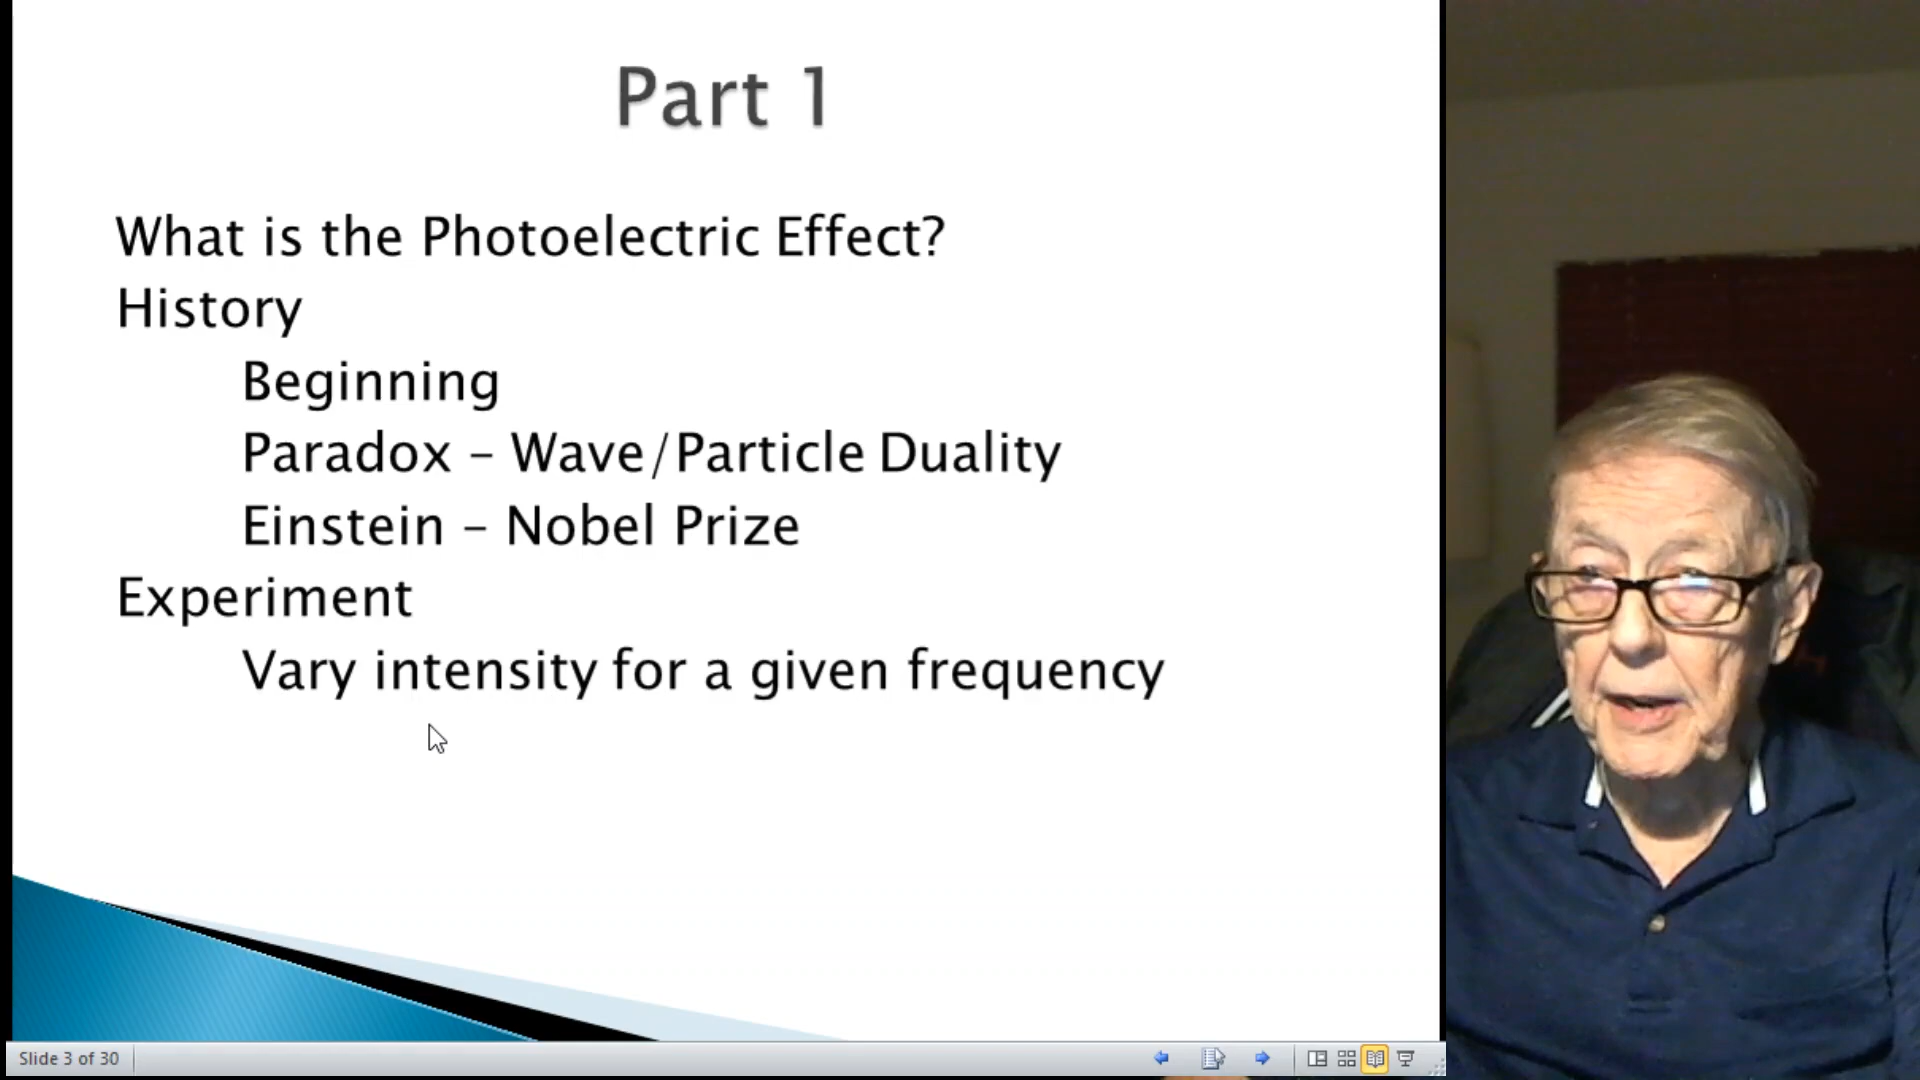 Part 1
What is the Photoelectric Effect?
History
Beginning
Paradox – Wave/Particle Duality
Einstein – Nobel Prize
Experiment
Vary intensity for a given frequency
Slide 3 of 30